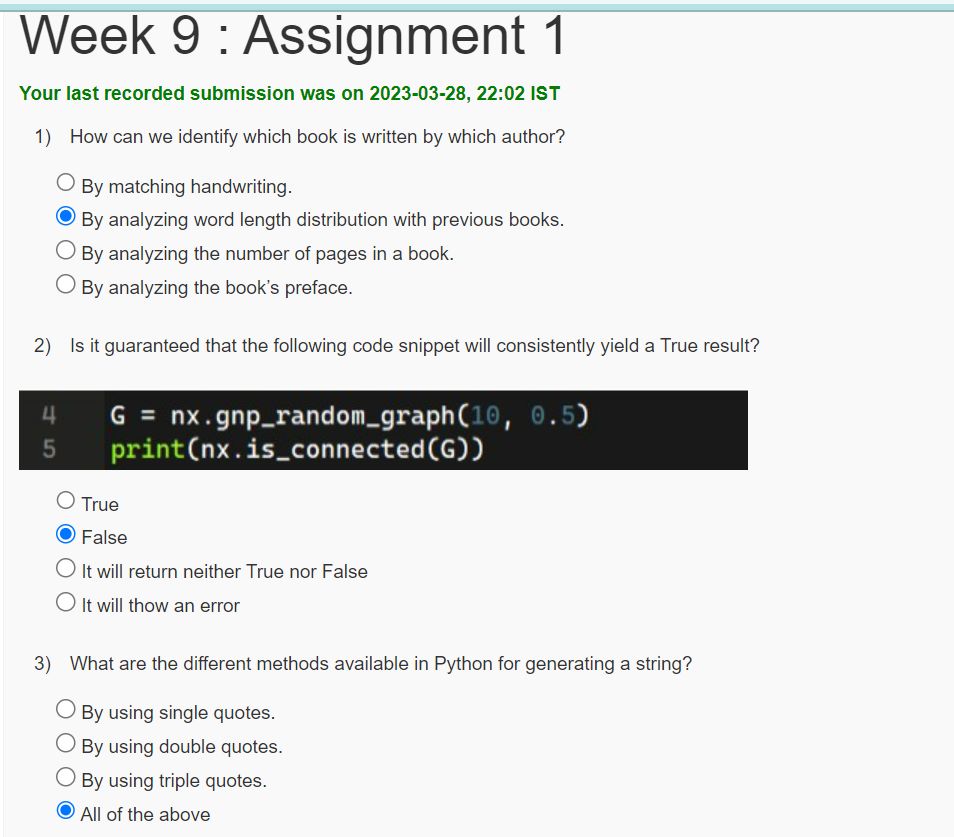 Week 9 : Assignment 1
Your last recorded submission was on 2023-03-28, 22:02 IST
1) How can we identify which book is written by which author?
By matching handwriting.
By analyzing word length distribution with previous books.
By analyzing the number of pages in a book.
By analyzing the book’s preface.
2) Is it guaranteed that the following code snippet will consistently yield a True result?
4 G = nx.gnp_random_graph(10, 0.5)
5 print(nx.is_connected(G))
True
False
It will return neither True nor False
It will thow an error
3) What are the different methods available in Python for generating a string?
By using single quotes.
By using double quotes.
By using triple quotes.
All of the above